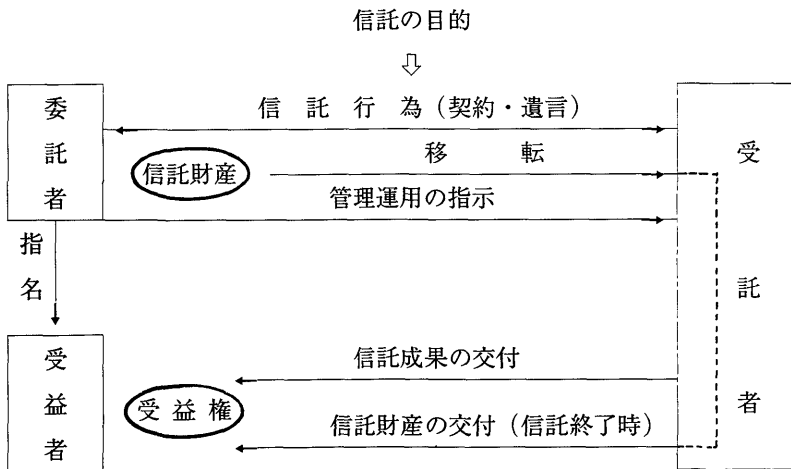 信託の目的
委託者
信託行為（契約・遺言）
移転
信託財産
管理運用の指示
受託者
指名
受益者
信託成果の交付
受益権
信託財産の交付（信託終了時）